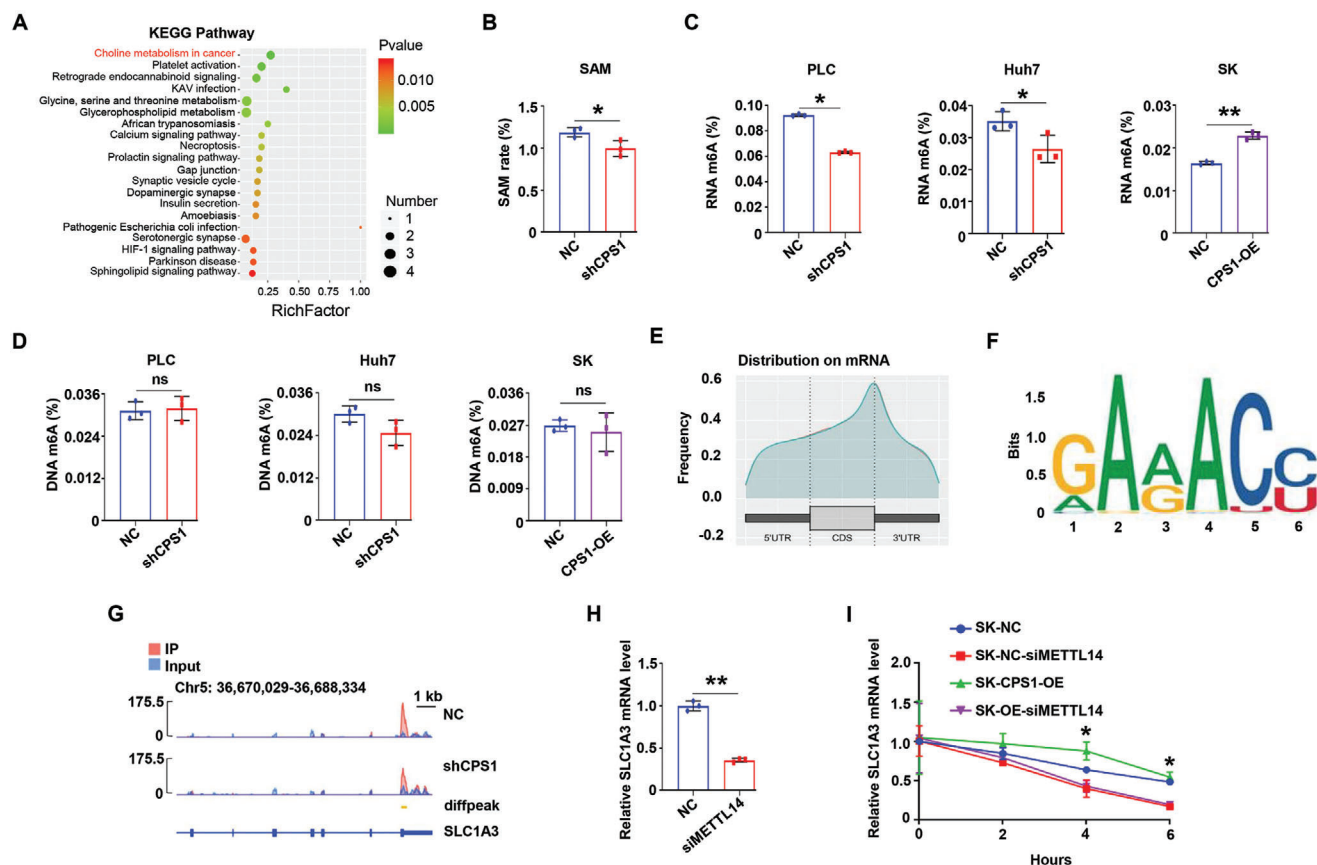 A
KEGG Pathway
Choline metabolism in cancer
Platelet activation
Retrograde endocannabinoid signaling
KAV infection
Glycine, serine and threonine metabolism
Glycerophospholipid metabolism
African trypanosomiasis
Calcium signaling pathway
Necroptosis
Prolactin signaling pathway
Gap junction
Synaptic vesicle cycle
Dopaminergic synapse
Insulin secretion
Amoebiasis
Pathogenic Escherichia coli infection
Serotonergic synapse
HIF-1 signaling pathway
Parkinson disease
Sphingolipid signaling pathway
0.25 0.50 0.75 1.00
RichFactor
Pvalue
0.010
0.005
Number
1
2
3
4
B
SAM
*
SAM rate (%)
1.5
1.0
0.5
0
NC
shCPS1
C
PLC
*
RNA m6A (%)
0.10
0.08
0.06
0.04
0.00
NC
shCPS1
Huh7
*
RNA m6A (%)
0.04
0.03
0.02
0.01
0.00
NC
shCPS1
SK
**
RNA m6A (%)
0.03
0.02
0.01
0.00
NC
CPS1-OE
D
PLC
ns
DNA m6A (%)
0.036
0.024
0.012
0
NC
shCPS1
Huh7
ns
DNA m6A (%)
0.036
0.024
0.012
0
NC
shCPS1
SK
ns
DNA m6A (%)
0.036
0.027
0.018
0.009
0
NC
CPS1-OE
E
Distribution on mRNA
Frequency
0.6
0.4
0.2
0.0
-0.2
5'UTR CDS 3'UTR
F
Bits
1.5
1.0
0.5
0
G A A A C C
A G U U
1 2 3 4 5 6
G
IP
Input
Chr5: 36,670,029-36,688,334
1 kb
175.5
0
NC
175.5
0
shCPS1
diffpeak
SLC1A3
H
**
Relative SLC1A3 mRNA level
1.5
1.0
0.5
0
NC
siMETTL14
I
SK-NC
SK-NC-siMETTL14
SK-CPS1-OE
SK-OE-siMETTL14
Relative SLC1A3 mRNA level
2.0
1.5
1.0
0.5
0
* *
0 2 4 6
Hours